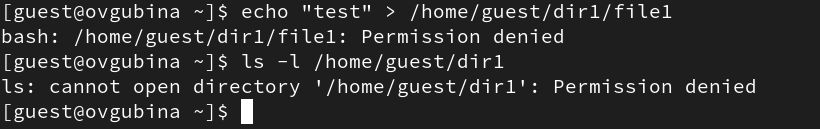 [guest@ovgubina ~]$ echo "test" > /home/guest/dir1/file1
bash: /home/guest/dir1/file1: Permission denied
[guest@ovgubina ~]$ ls -l /home/guest/dir1
ls: cannot open directory '/home/guest/dir1': Permission denied
[guest@ovgubina ~]$